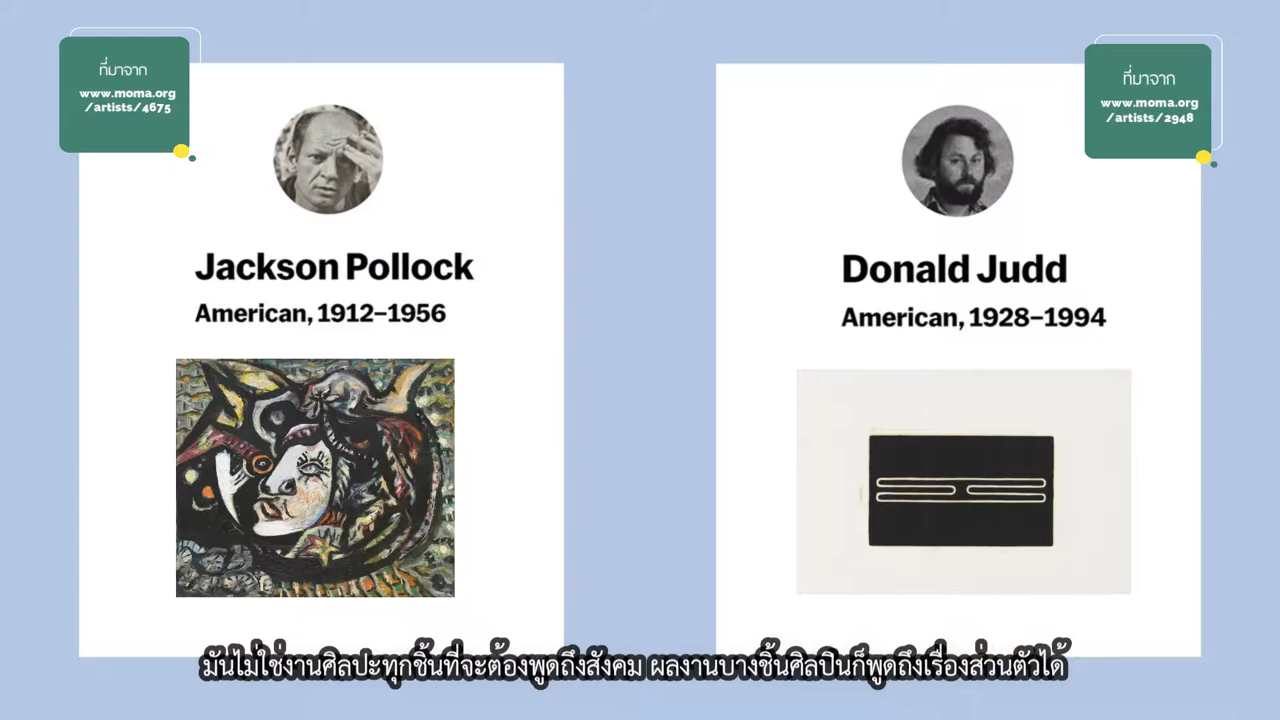 ที่มาจาก
www.moma.org
/artists/4675
Jackson Pollock
American, 1912–1956
ที่มาจาก
www.moma.org
/artists/2948
Donald Judd
American, 1928–1994
มันไม่ใช่งานศิลปะทุกชิ้นที่จะต้องพูดถึงสังคม ผลงานบางชิ้นศิลปินก็พูดถึงเรื่องส่วนตัวได้